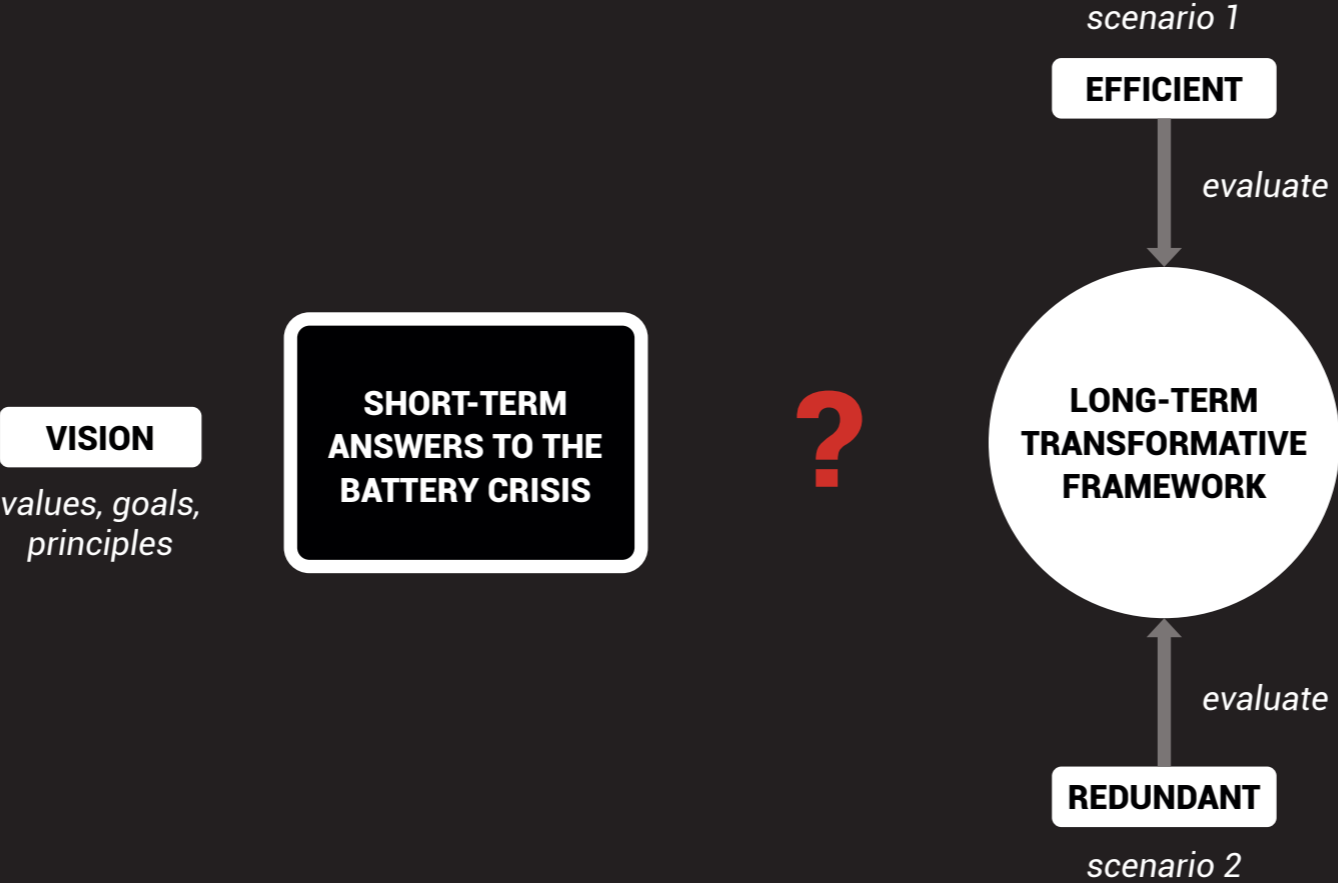 scenario 1
EFFICIENT
evaluate
VISION
values, goals,
principles
SHORT-TERM
ANSWERS TO THE
BATTERY CRISIS
?
LONG-TERM
TRANSFORMATIVE
FRAMEWORK
evaluate
REDUNDANT
scenario 2